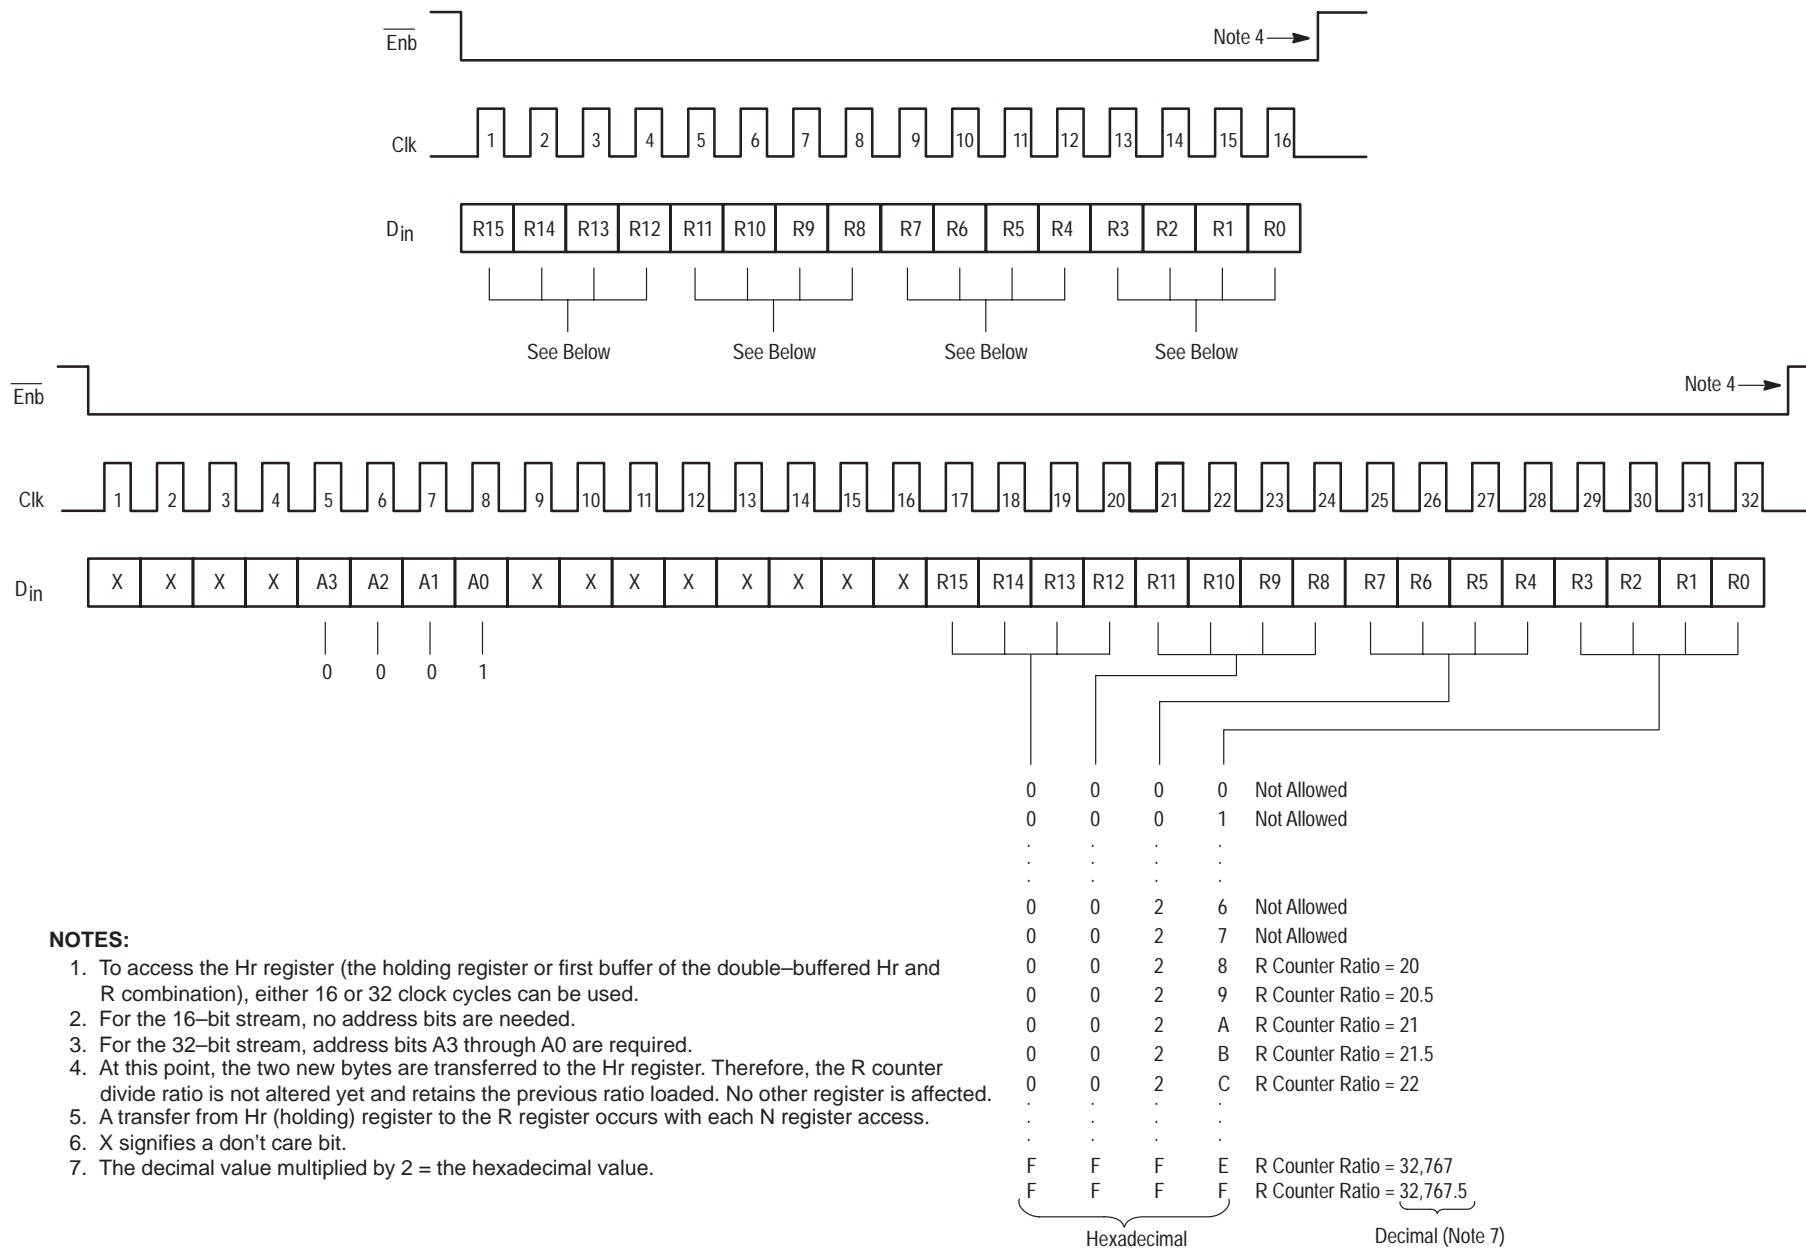 Enb
Note 4
Clk
1 2 3 4 5 6 7 8 9 10 11 12 13 14 15 16
Din
R15 R14 R13 R12 R11 R10 R9 R8 R7 R6 R5 R4 R3 R2 R1 R0
See Below See Below See Below See Below
Enb
Note 4
Clk
1 2 3 4 5 6 7 8 9 10 11 12 13 14 15 16 17 18 19 20 21 22 23 24 25 26 27 28 29 30 31 32
Din
X X X X A3 A2 A1 A0 X X X X X X X X R15 R14 R13 R12 R11 R10 R9 R8 R7 R6 R5 R4 R3 R2 R1 R0
0 0 0 1
0 0 0 0 Not Allowed
0 0 0 1 Not Allowed
. . . .
. . . .
. . . .
0 0 2 6 Not Allowed
0 0 2 7 Not Allowed
0 0 2 8 R Counter Ratio = 20
0 0 2 9 R Counter Ratio = 20.5
0 0 2 A R Counter Ratio = 21
0 0 2 B R Counter Ratio = 21.5
0 0 2 C R Counter Ratio = 22
. . . .
. . . .
. . . .
F F F E R Counter Ratio = 32,767
F F F F R Counter Ratio = 32,767.5
Hexadecimal
Decimal (Note 7)
NOTES:
1. To access the Hr register (the holding register or first buffer of the double–buffered Hr and
R combination), either 16 or 32 clock cycles can be used.
2. For the 16–bit stream, no address bits are needed.
3. For the 32–bit stream, address bits A3 through A0 are required.
4. At this point, the two new bytes are transferred to the Hr register. Therefore, the R counter
divide ratio is not altered yet and retains the previous ratio loaded. No other register is affected.
5. A transfer from Hr (holding) register to the R register occurs with each N register access.
6. X signifies a don't care bit.
7. The decimal value multiplied by 2 = the hexadecimal value.